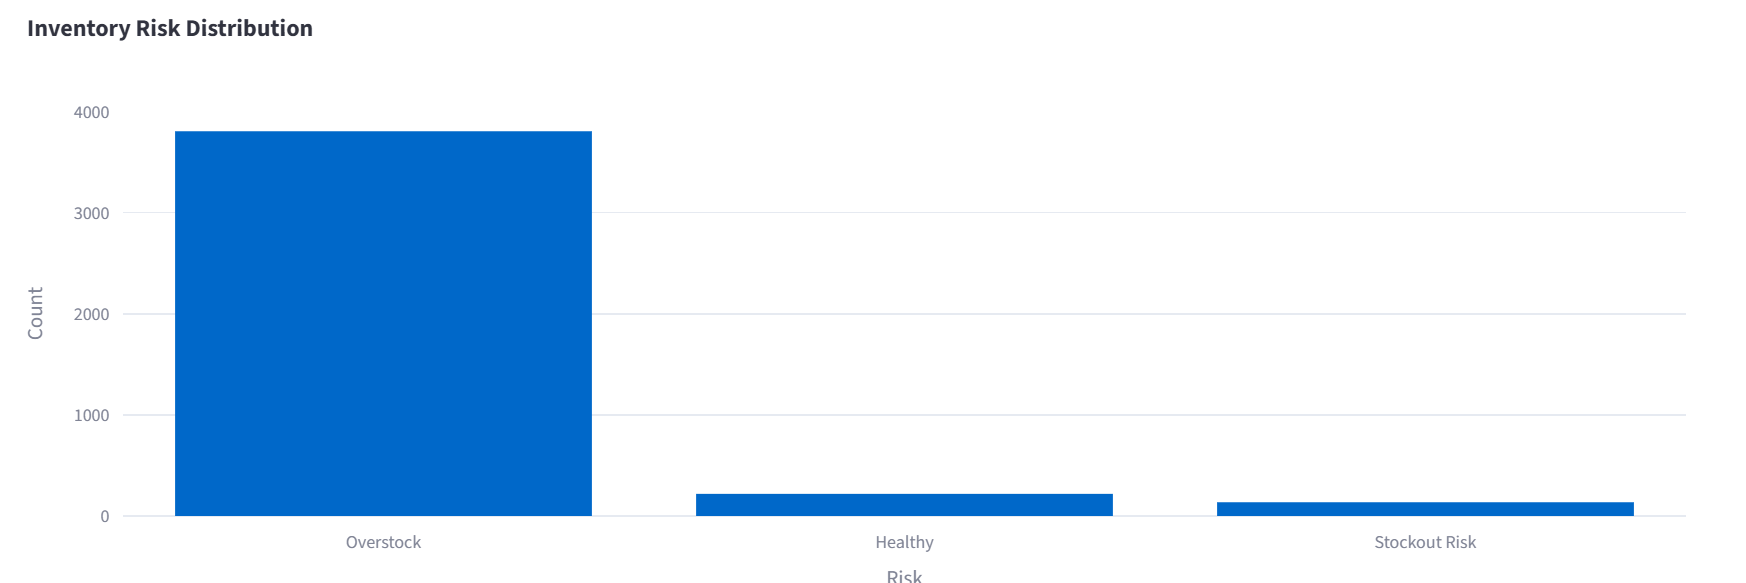 Inventory Risk Distribution
4000
3000
2000
1000
0
Count
Overstock
Healthy
Stockout Risk
Risk